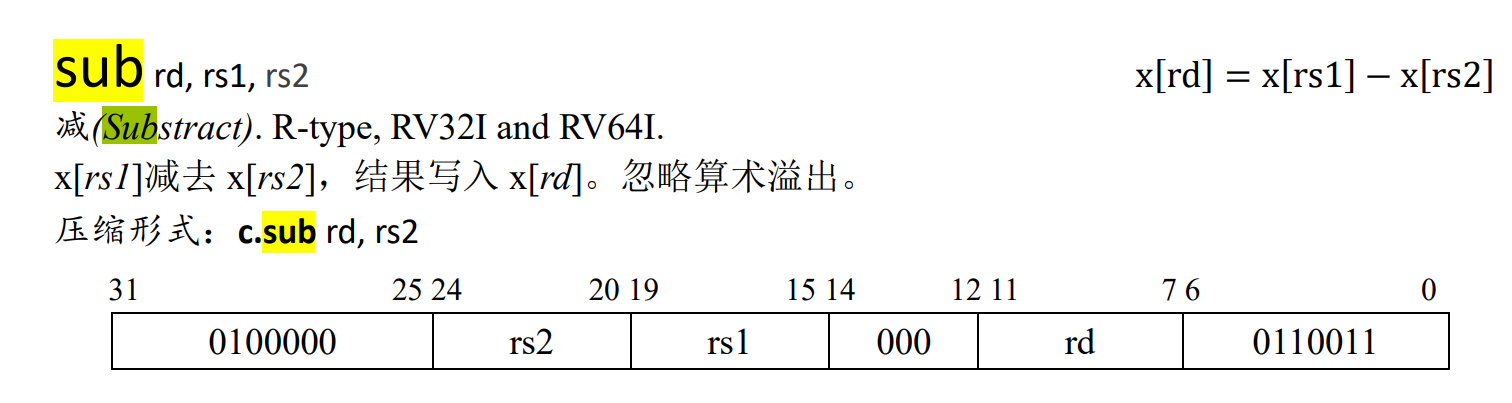 sub rd, rs1, rs2 x[rd] = x[rs1] − x[rs2]
减(Substract). R-type, RV32I and RV64I.
x[rs1]减去 x[rs2]，结果写入 x[rd]。忽略算术溢出。
压缩形式：c.sub rd, rs2
31 25 24 20 19 15 14 12 11 7 6 0
0100000 rs2 rs1 000 rd 0110011